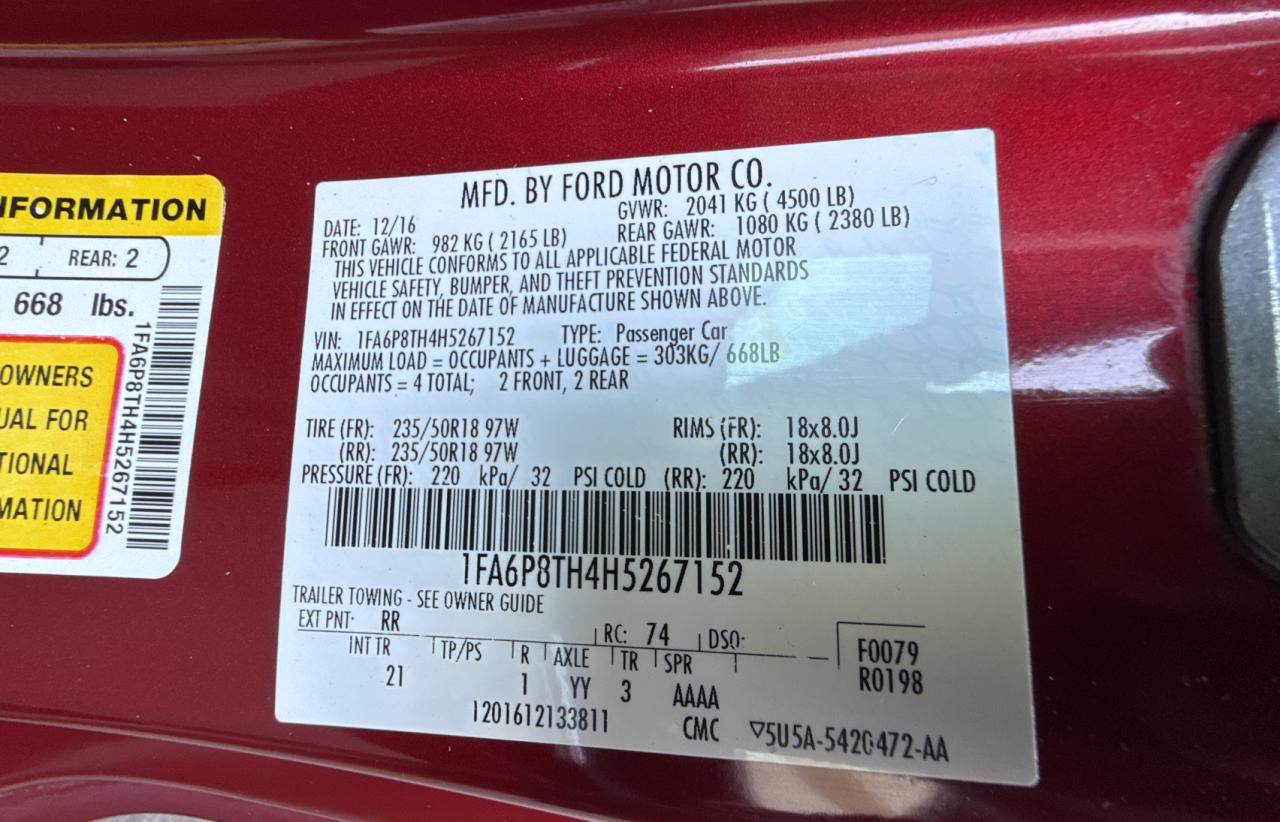 NFORMATION
2 REAR: 2
668 lbs.
OWNERS
UAL FOR
TIONAL
MATION
1FA6P8TH4H5267152
MFD. BY FORD MOTOR CO.
DATE: 12/16 GVWR: 2041 KG ( 4500 LB)
FRONT GAWR: 982 KG ( 2165 LB) REAR GAWR: 1080 KG ( 2380 LB)
THIS VEHICLE CONFORMS TO ALL APPLICABLE FEDERAL MOTOR
VEHICLE SAFETY, BUMPER, AND THEFT PREVENTION STANDARDS
IN EFFECT ON THE DATE OF MANUFACTURE SHOWN ABOVE.
VIN: 1FA6P8TH4H5267152 TYPE: Passenger Car
MAXIMUM LOAD = OCCUPANTS + LUGGAGE = 303KG/ 668LB
OCCUPANTS = 4 TOTAL; 2 FRONT, 2 REAR
TIRE (FR): 235/50R18 97W RIMS (FR): 18x8.0J
(RR): 235/50R18 97W (RR): 18x8.0J
PRESSURE (FR): 220 kPa/ 32 PSI COLD (RR): 220 kPa/ 32 PSI COLD
1FA6P8TH4H5267152
TRAILER TOWING - SEE OWNER GUIDE
EXT PNT: RR RC: 74 DSO:
INT TR TP/PS R AXLE TR SPR F0079
21 1 YY 3 AAAA R0198
1201612133811 CMC ▽5U5A-5420472-AA